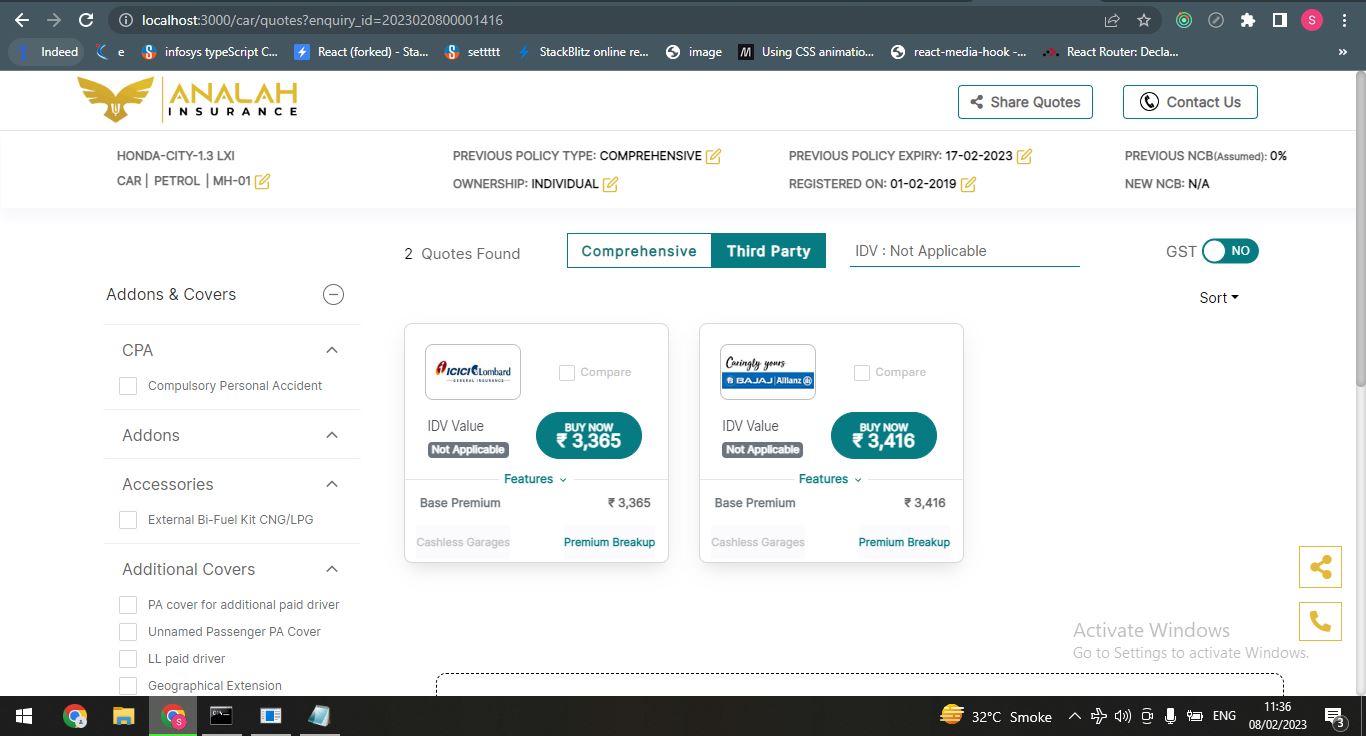 localhost:3000/car/quotes?enquiry_id=2023020800001416
S
Indeed
e
infosys typeScript C...
React (forked) - Sta...
settttt
StackBlitz online re...
image
Using CSS animatio...
react-media-hook -...
React Router: Decla...
»
ANALAH
INSURANCE
Share Quotes
Contact Us
HONDA-CITY-1.3 LXI
CAR | PETROL | MH-01
PREVIOUS POLICY TYPE: COMPREHENSIVE
OWNERSHIP: INDIVIDUAL
PREVIOUS POLICY EXPIRY: 17-02-2023
REGISTERED ON: 01-02-2019
PREVIOUS NCB(Assumed): 0%
NEW NCB: N/A
2 Quotes Found
Comprehensive
Third Party
IDV : Not Applicable
GST
NO
Sort
Addons & Covers
CPA
Compulsory Personal Accident
Addons
Accessories
External Bi-Fuel Kit CNG/LPG
Additional Covers
PA cover for additional paid driver
Unnamed Passenger PA Cover
LL paid driver
Geographical Extension
ICICI Lombard
GENERAL INSURANCE
Compare
IDV Value
Not Applicable
BUY NOW
₹ 3,365
Features
Base Premium ₹ 3,365
Cashless Garages
Premium Breakup
Caringly yours
BAJAJ Allianz
Compare
IDV Value
Not Applicable
BUY NOW
₹ 3,416
Features
Base Premium ₹ 3,416
Cashless Garages
Premium Breakup
Activate Windows
Go to Settings to activate Windows.
32°C Smoke
ENG
11:36
08/02/2023
3